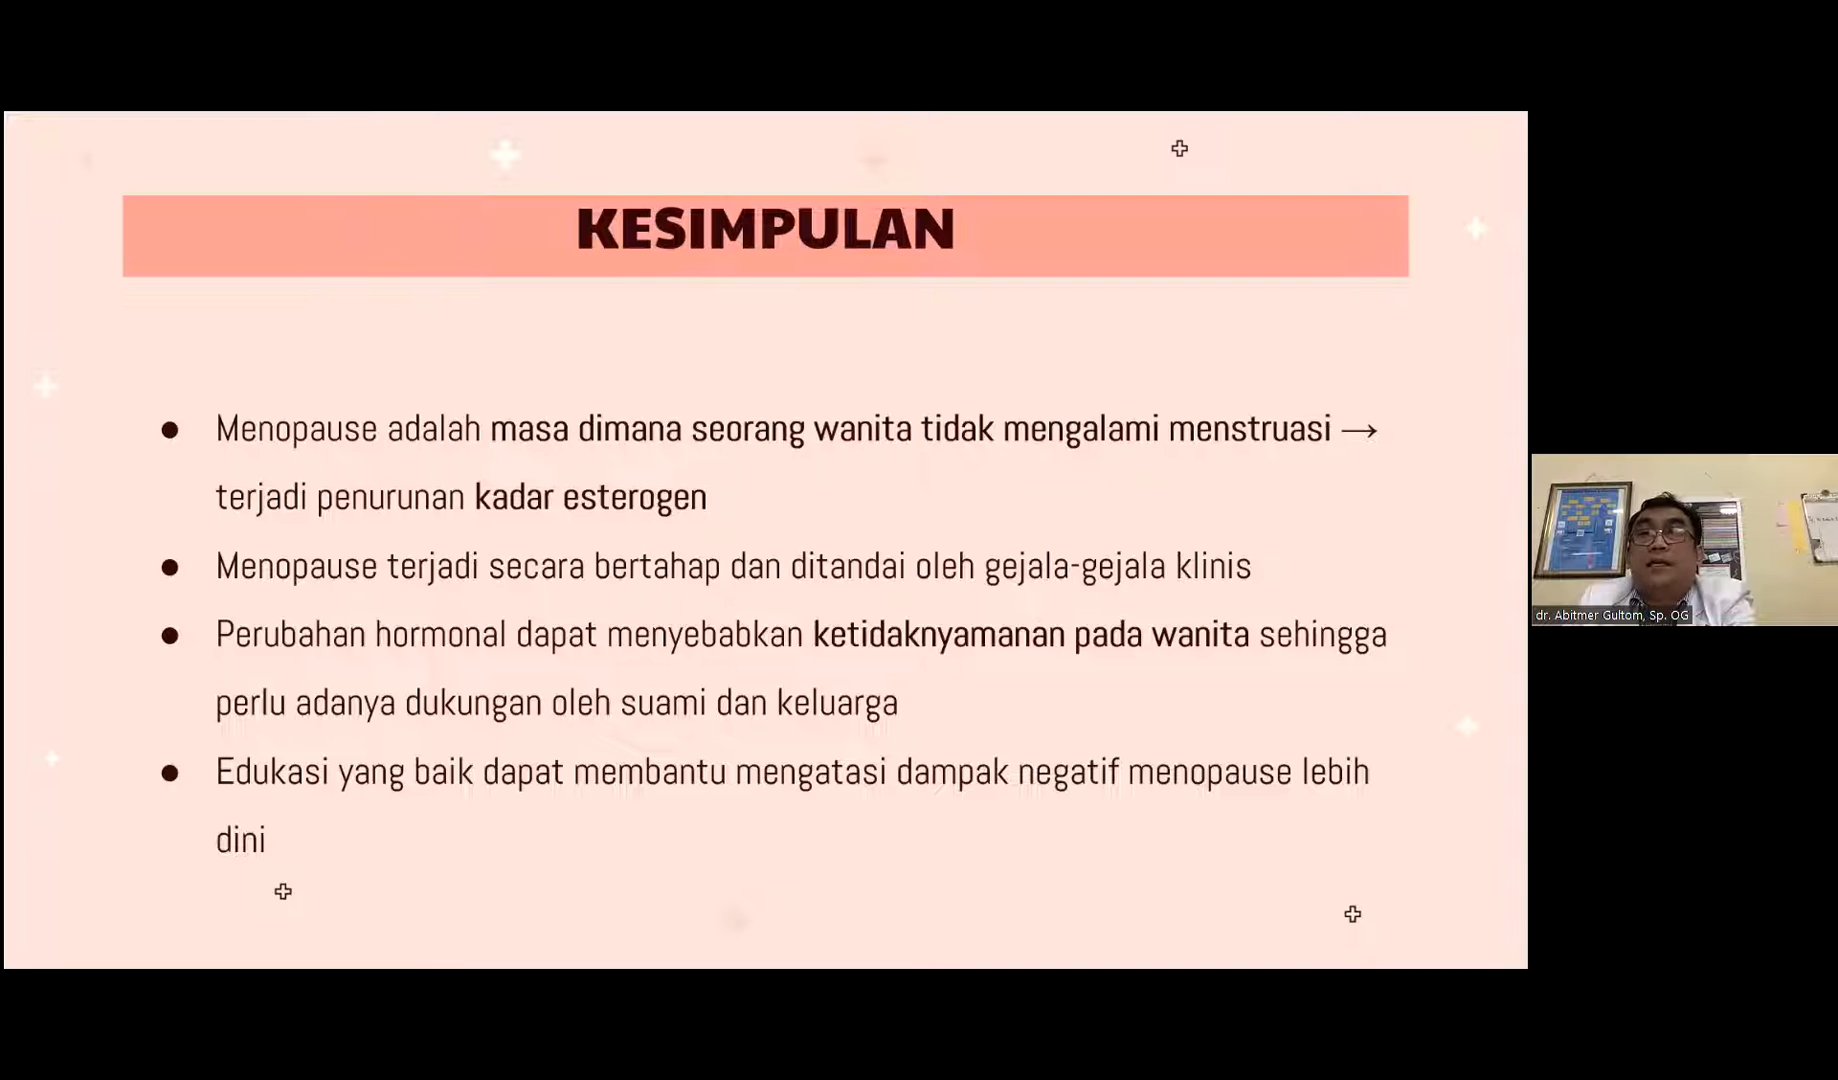 KESIMPULAN
● Menopause adalah masa dimana seorang wanita tidak mengalami menstruasi →
terjadi penurunan kadar esterogen
● Menopause terjadi secara bertahap dan ditandai oleh gejala-gejala klinis
● Perubahan hormonal dapat menyebabkan ketidaknyamanan pada wanita sehingga
perlu adanya dukungan oleh suami dan keluarga
● Edukasi yang baik dapat membantu mengatasi dampak negatif menopause lebih
dini
dr. Abitmer Gultom, Sp. OG